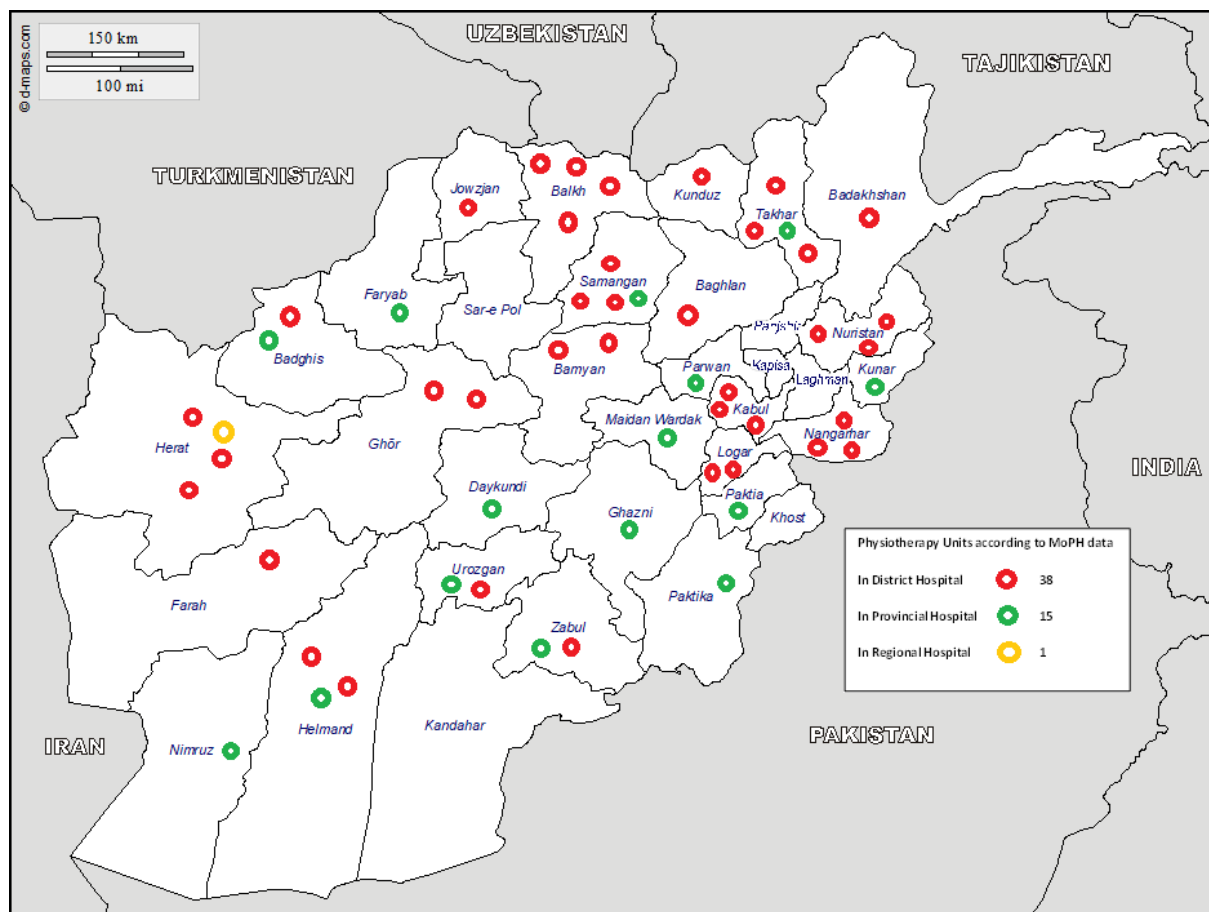 © d-maps.com
150 km
100 mi
UZBEKISTAN
TAJIKISTAN
TURKMENISTAN
Jowzjan
Balkh
Kunduz
Takhar
Badakhshan
Faryab
Sar-e Pol
Samangan
Baghlan
Badghis
Bamyan
Panjshir
Nuristan
Parwan
Kapisa
Laghman
Kunar
Herat
Ghōr
Maidan Wardak
Kabul
Nangarhar
Logar
INDIA
Daykundi
Ghazni
Paktia
Khost
Urozgan
Farah
Paktika
Zabul
Physiotherapy Units according to MoPH data
In District Hospital 38
In Provincial Hospital 15
In Regional Hospital 1
Helmand
Kandahar
Nimruz
IRAN
PAKISTAN